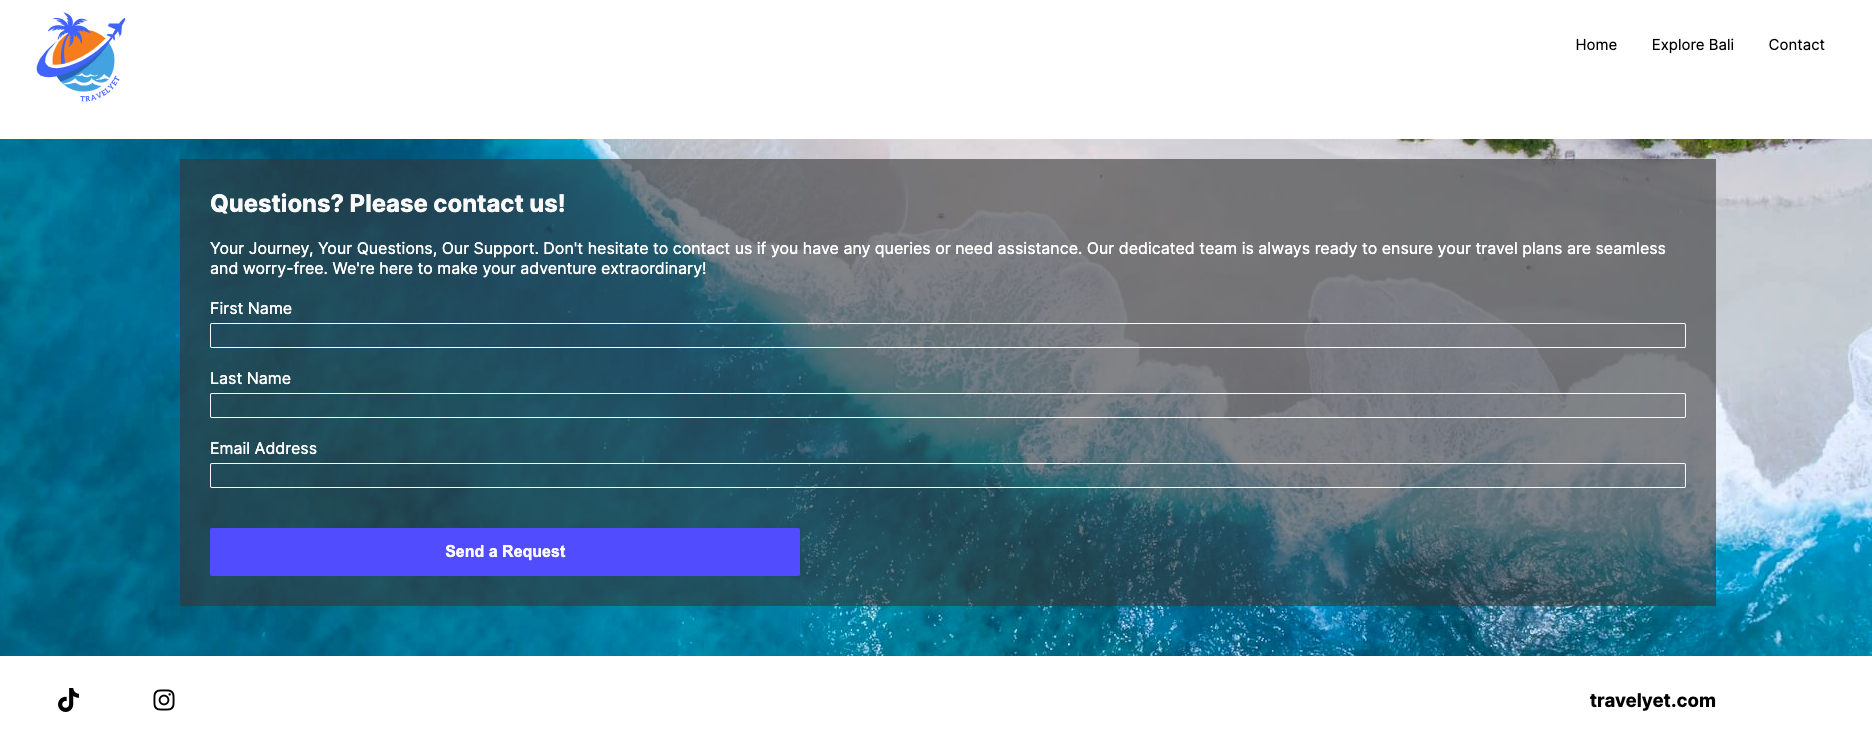 TRAVELYET
Home
Explore Bali
Contact
Questions? Please contact us!
Your Journey, Your Questions, Our Support. Don't hesitate to contact us if you have any queries or need assistance. Our dedicated team is always ready to ensure your travel plans are seamless
and worry-free. We're here to make your adventure extraordinary!
First Name
Last Name
Email Address
Send a Request
travelyet.com